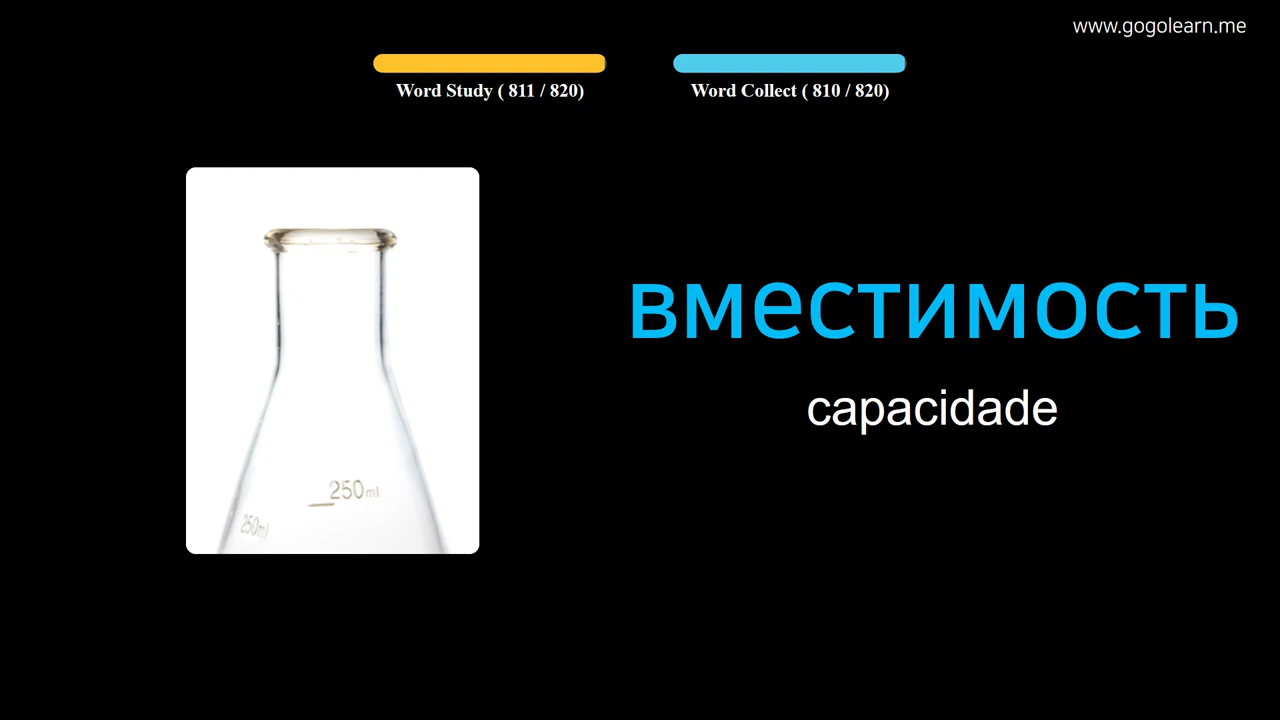 www.gogolearn.me
Word Study ( 811 / 820)
Word Collect ( 810 / 820)
вместимость
capacidade
250ml
250ml